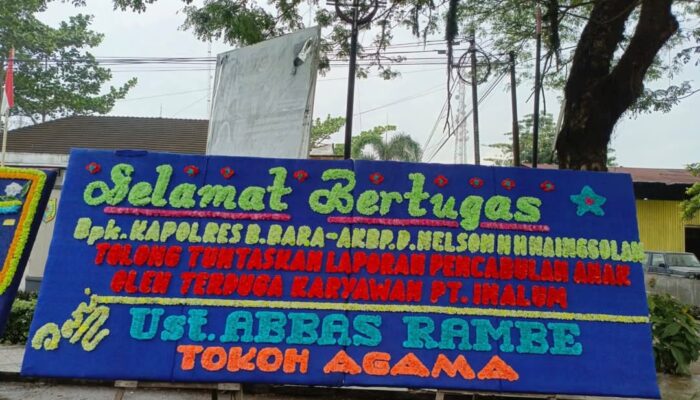 Selamat Bertugas
Bpk. KAPOLRES B. BARA-AKBP. D. NELSON H H NAINGGOLAN
TOLONG TUNTASKAN LAPORAN PENCABULAN ANAK
OLEH TERDUGA KARYAWAN PT. INALUM
Ust. ABBAS RAMBE
TOKOH AGAMA